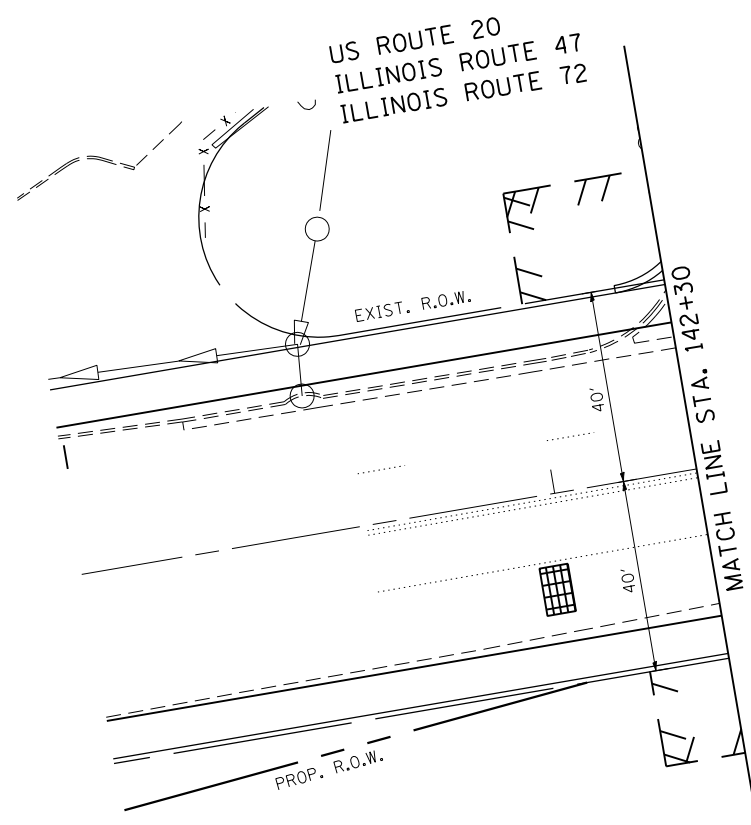 US ROUTE 20
ILLINOIS ROUTE 47
ILLINOIS ROUTE 72
EXIST. R.O.W.
40'
MATCH LINE STA. 142+30
40'
PROP. R.O.W.